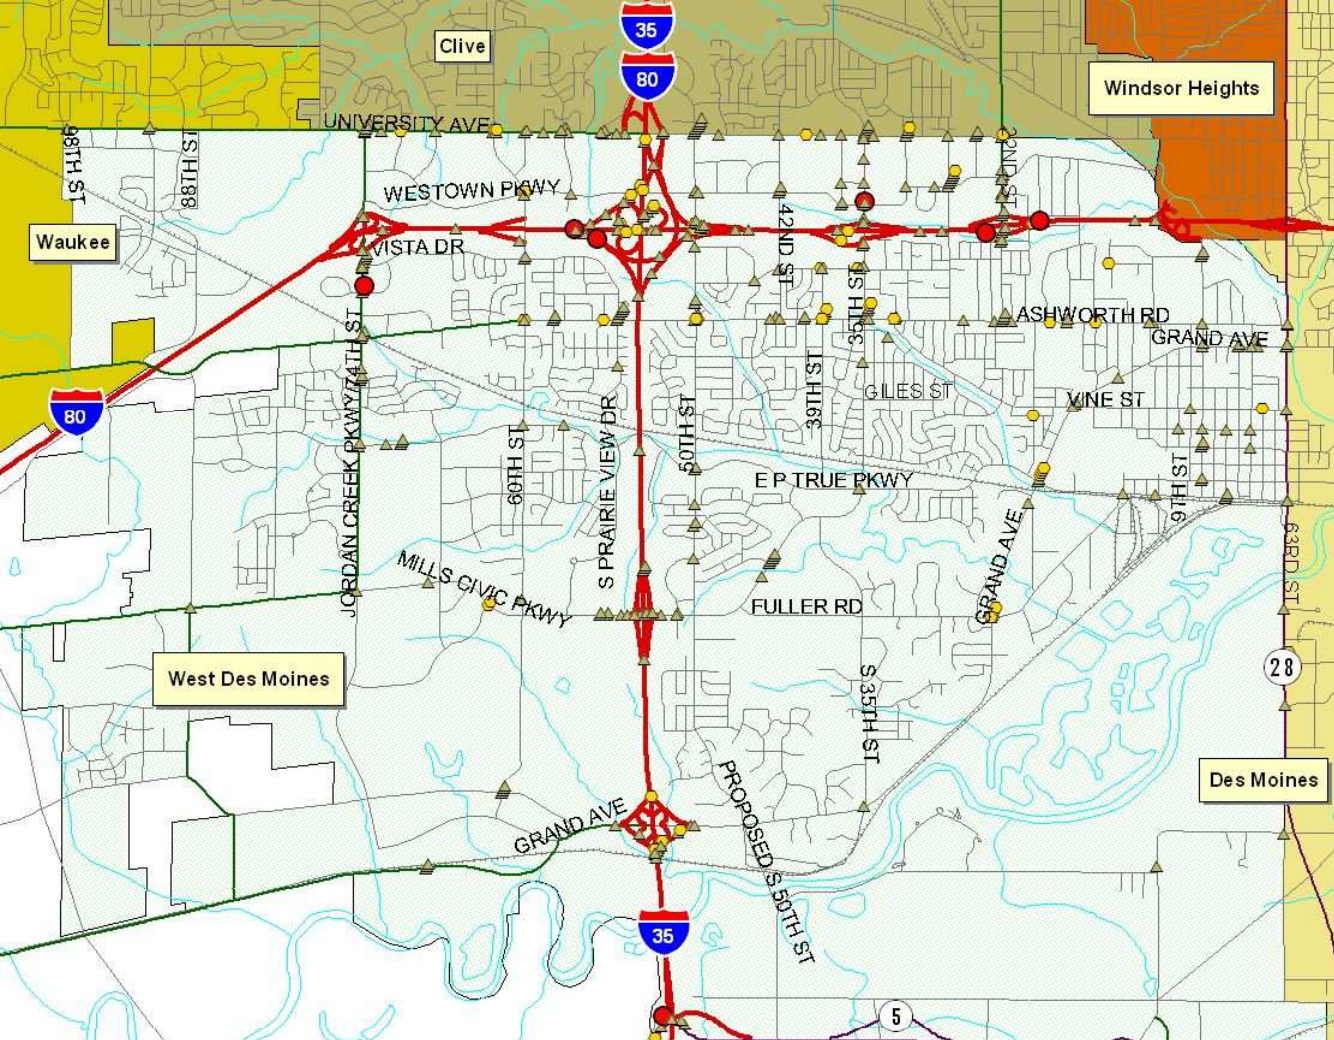 35
Clive
80
Windsor Heights
UNIVERSITY AVE
98TH ST
88TH ST
22ND ST
WESTOWN PKWY
42ND ST
Waukee
VISTA DR
35TH ST
ASHWORTH RD
GRAND AVE
JORDAN CREEK PKWY/74TH ST
39TH ST
GILES ST
VINE ST
80
S PRAIRIE VIEW DR
50TH ST
60TH ST
E P TRUE PKWY
9TH ST
GRAND AVE
63RD ST
MILLS CIVIC PKWY
FULLER RD
West Des Moines
28
S 35TH ST
Des Moines
PROPOSED S 50TH ST
GRAND AVE
35
5